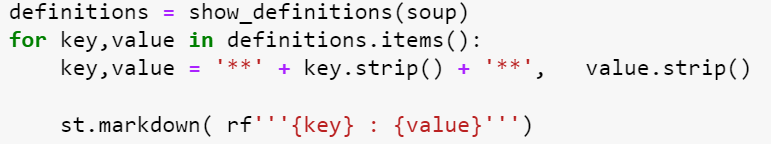 definitions = show_definitions(soup)
for key,value in definitions.items():
    key,value = '**' + key.strip() + '**',   value.strip()
    st.markdown( rf'''{key} : {value}''')